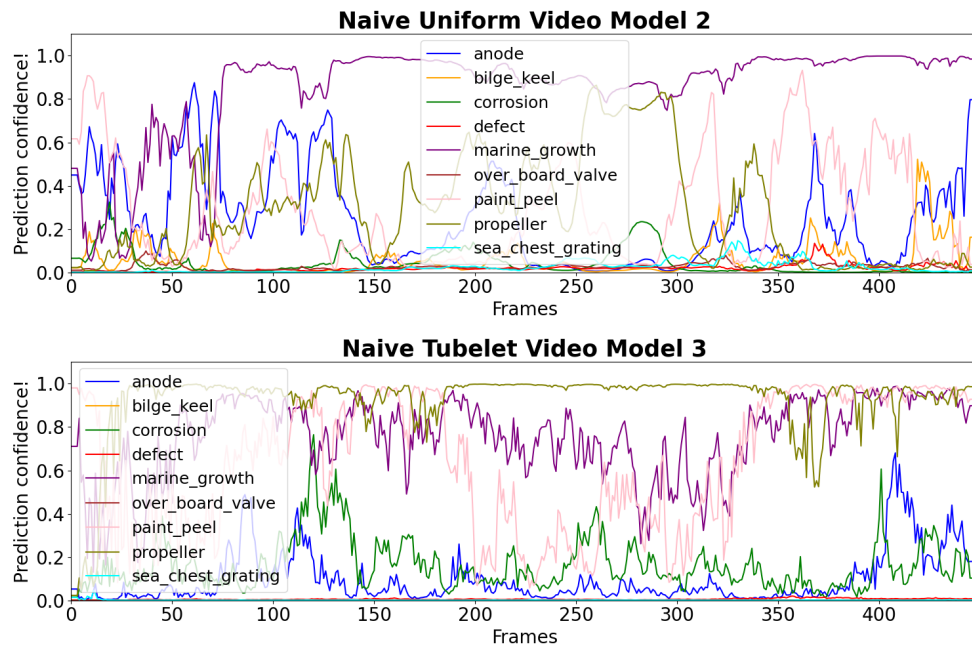 Naive Uniform Video Model 2
Prediction confidence!
1.0
0.8
0.6
0.4
0.2
0.0
anode
bilge_keel
corrosion
defect
marine_growth
over_board_valve
paint_peel
propeller
sea_chest_grating
0 50 100 150 200 250 300 350 400
Frames
Naive Tubelet Video Model 3
Prediction confidence!
1.0
0.8
0.6
0.4
0.2
0.0
anode
bilge_keel
corrosion
defect
marine_growth
over_board_valve
paint_peel
propeller
sea_chest_grating
0 50 100 150 200 250 300 350 400
Frames